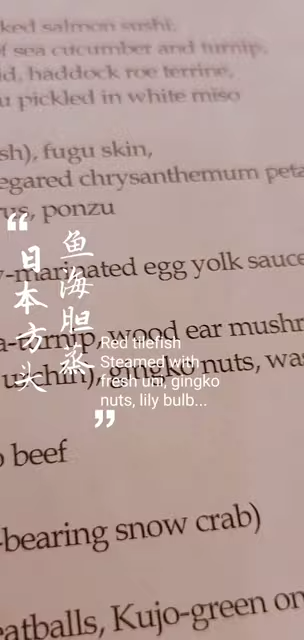 ked salmon sushi,
f sea cucumber and turnip,
id, haddock roe terrine,
u pickled in white miso
sh), fugu skin,
egared chrysanthemum peta
rus, ponzu
“
鱼海胆蒸
日本方头
y-marinated egg yolk sauce
a-turnip, wood ear mushr
urchin), gingko nuts, wa
Red tilefish
Steamed with
fresh uni, gingko
nuts, lily bulb...
”
o beef
-bearing snow crab)
eatballs, Kujo-green on